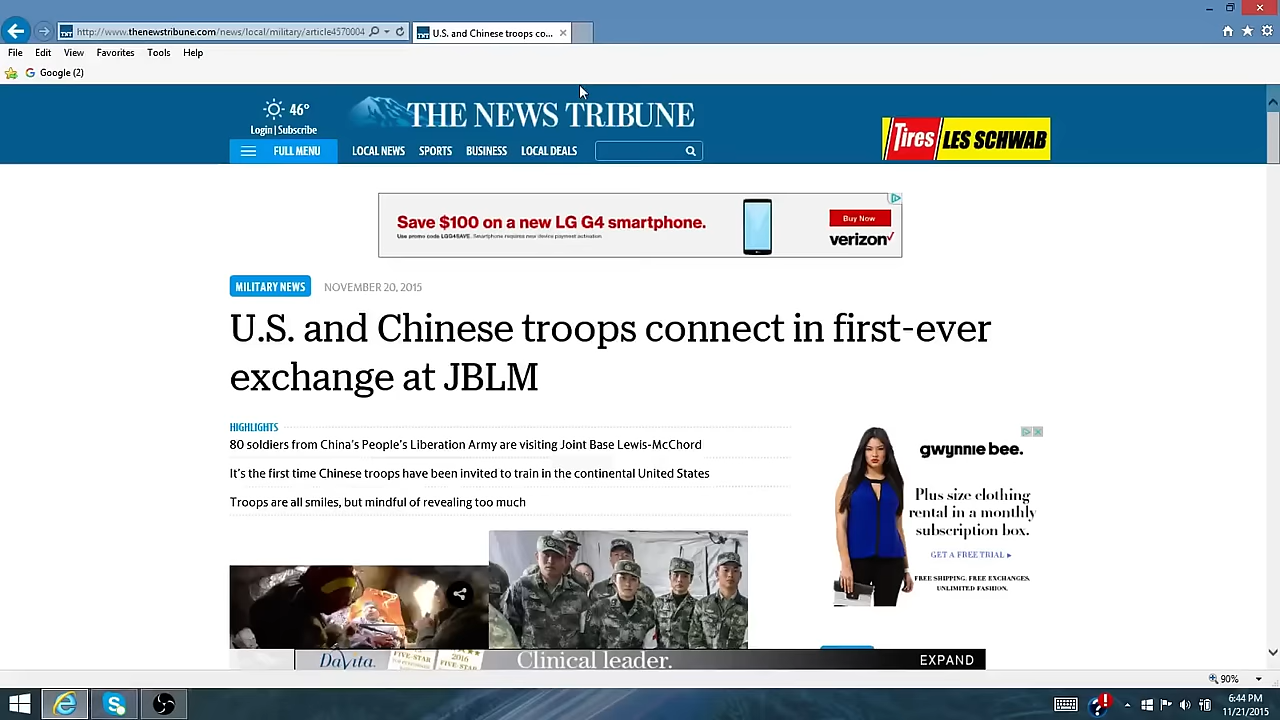 http://www.thenewstribune.com/news/local/military/article4570004
U.S. and Chinese troops co...
File Edit View Favorites Tools Help
Google (2)
46°
Login | Subscribe
THE NEWS TRIBUNE
Tires LES SCHWAB
FULL MENU LOCAL NEWS SPORTS BUSINESS LOCAL DEALS
Save $100 on a new LG G4 smartphone.
Use promo code LGG4SAVE. Smartphone requires new device payment activation.
Buy Now
verizon
MILITARY NEWS NOVEMBER 20, 2015
U.S. and Chinese troops connect in first-ever
exchange at JBLM
HIGHLIGHTS
80 soldiers from China's People's Liberation Army are visiting Joint Base Lewis-McChord
It's the first time Chinese troops have been invited to train in the continental United States
Troops are all smiles, but mindful of revealing too much
gwynnie bee.
Plus size clothing
rental in a monthly
subscription box.
GET A FREE TRIAL
FREE SHIPPING. FREE EXCHANGES.
UNLIMITED FASHION.
DaVita.
FIVE-STAR
2016
FIVE-STAR
Clinical leader.
EXPAND
90%
6:44 PM
11/21/2015